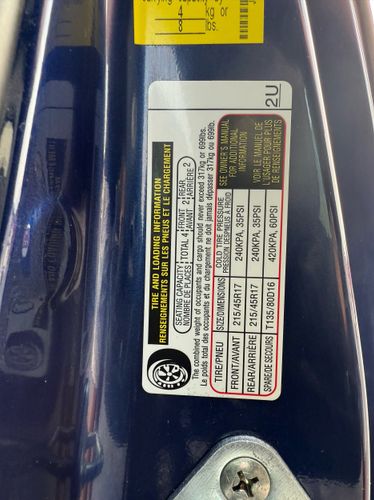 carrying capacity by
4 kg or
8 lbs.
2U
TIRE AND LOADING INFORMATION
RENSEIGNEMENTS SUR LES PNEUS ET LE CHARGEMENT
SEATING CAPACITY TOTAL 4 FRONT 2 REAR 2
NOMBRE DE PLACES AVANT ARRIÈRE
The combined weight of occupants and cargo should never exceed 317kg or 699lbs.
Le poids total des occupants et du chargement ne doit jamais dépasser 317kg ou 699lb.
TIRE/PNEU SIZE/DIMENSIONS COLD TIRE PRESSURE
PRESSION DES PNEUS À FROID
FRONT/AVANT 215/45R17 240KPA, 35PSI
REAR/ARRIÈRE 215/45R17 240KPA, 35PSI
SPARE/DE SECOURS T135/80D16 420KPA, 60PSI
SEE OWNER'S MANUAL
FOR ADDITIONAL
INFORMATION
VOIR LE MANUEL DE
L'USAGER POUR PLUS
DE RENSEIGNEMENTS